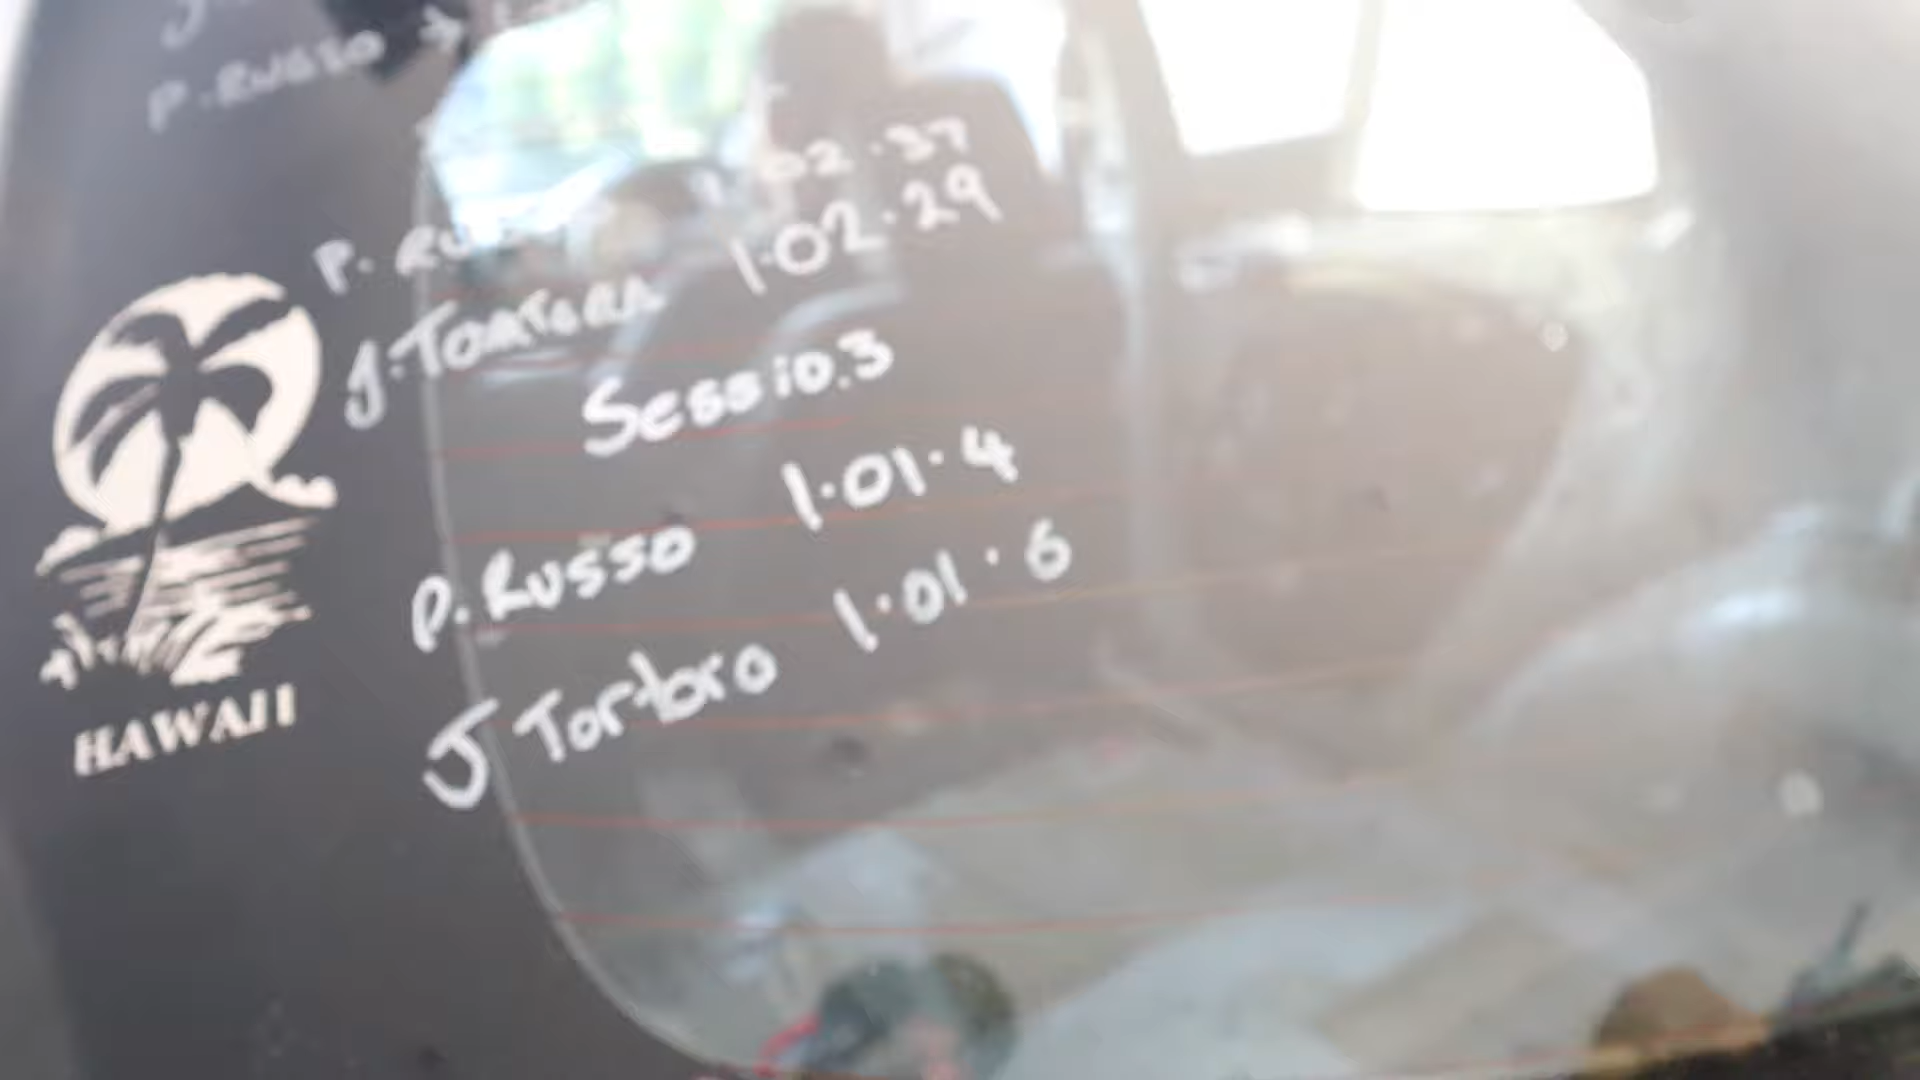 P. RUSSO →
P. RU 1.02.37
J. TORTORA 1.02.29
Sessio.3
P. Russo 1.01.4
J Tortoro 1.01.6
HAWAII